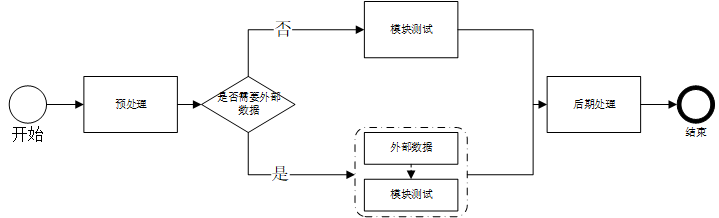 否
模块测试
是否需要外部
数据
预处理
后期处理
开始
结束
外部数据
是
模块测试